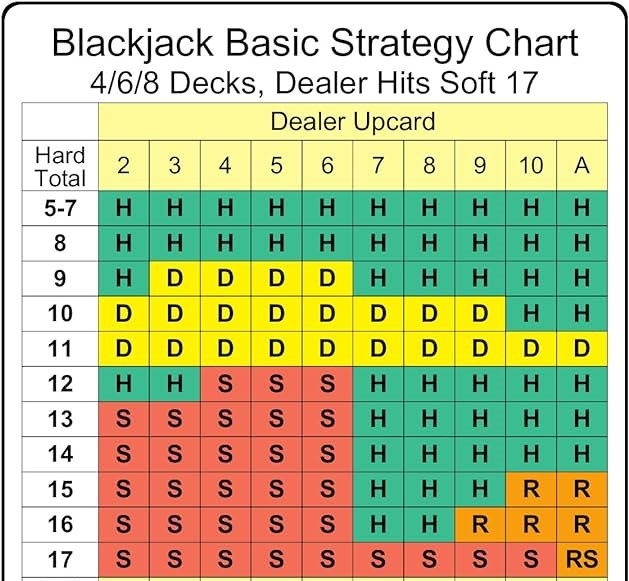 Blackjack Basic Strategy Chart
4/6/8 Decks, Dealer Hits Soft 17
Dealer Upcard
Hard
Total 2 3 4 5 6 7 8 9 10 A
5-7 H H H H H H H H H H
8 H H H H H H H H H H
9 H D D D D H H H H H
10 D D D D D D D D H H
11 D D D D D D D D D D
12 H H S S S H H H H H
13 S S S S S H H H H H
14 S S S S S H H H H H
15 S S S S S H H H R R
16 S S S S S H H R R R
17 S S S S S S S S S RS